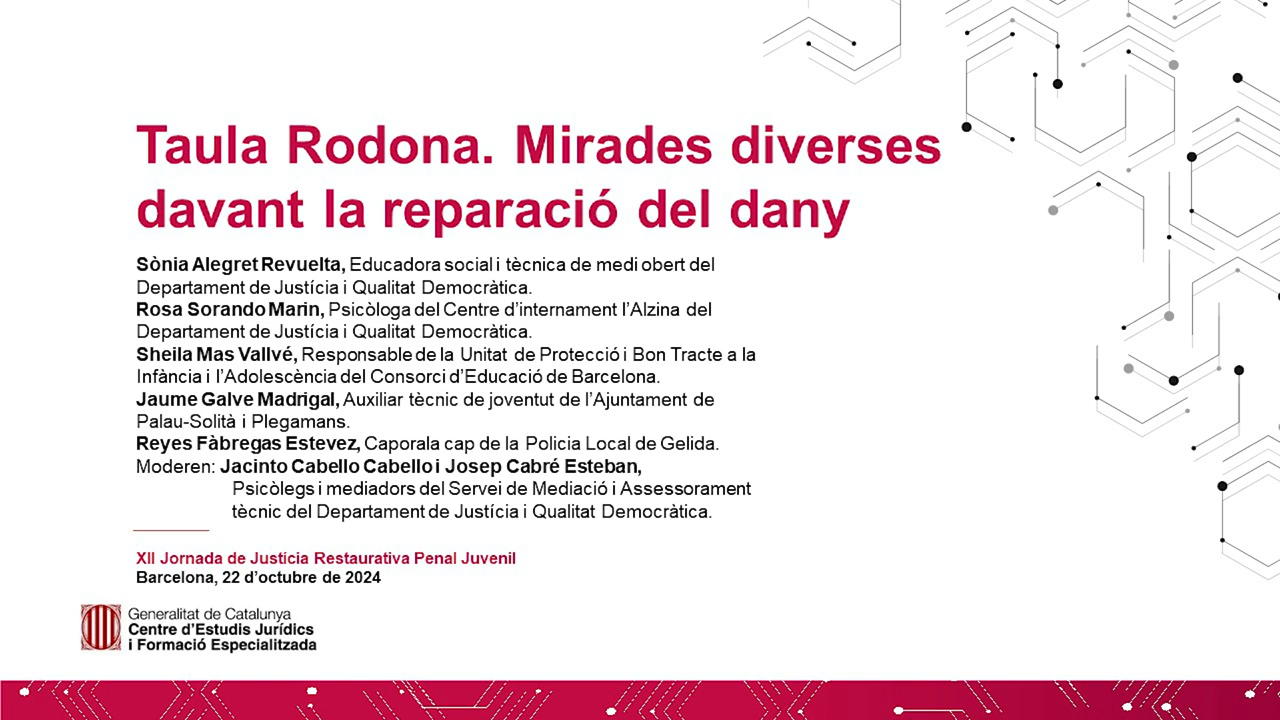 Taula Rodona. Mirades diverses
davant la reparació del dany
Sònia Alegret Revuelta, Educadora social i tècnica de medi obert del
Departament de Justícia i Qualitat Democràtica.
Rosa Sorando Marin, Psicòloga del Centre d’internament l’Alzina del
Departament de Justícia i Qualitat Democràtica.
Sheila Mas Vallvé, Responsable de la Unitat de Protecció i Bon Tracte a la
Infància i l’Adolescència del Consorci d’Educació de Barcelona.
Jaume Galve Madrigal, Auxiliar tècnic de joventut de l’Ajuntament de
Palau-Solità i Plegamans.
Reyes Fàbregas Estevez, Caporala cap de la Policia Local de Gelida.
Moderen: Jacinto Cabello Cabello i Josep Cabré Esteban,
Psicòlegs i mediadors del Servei de Mediació i Assessorament
tècnic del Departament de Justícia i Qualitat Democràtica.
XII Jornada de Justícia Restaurativa Penal Juvenil
Barcelona, 22 d’octubre de 2024
Generalitat de Catalunya
Centre d’Estudis Jurídics
i Formació Especialitzada